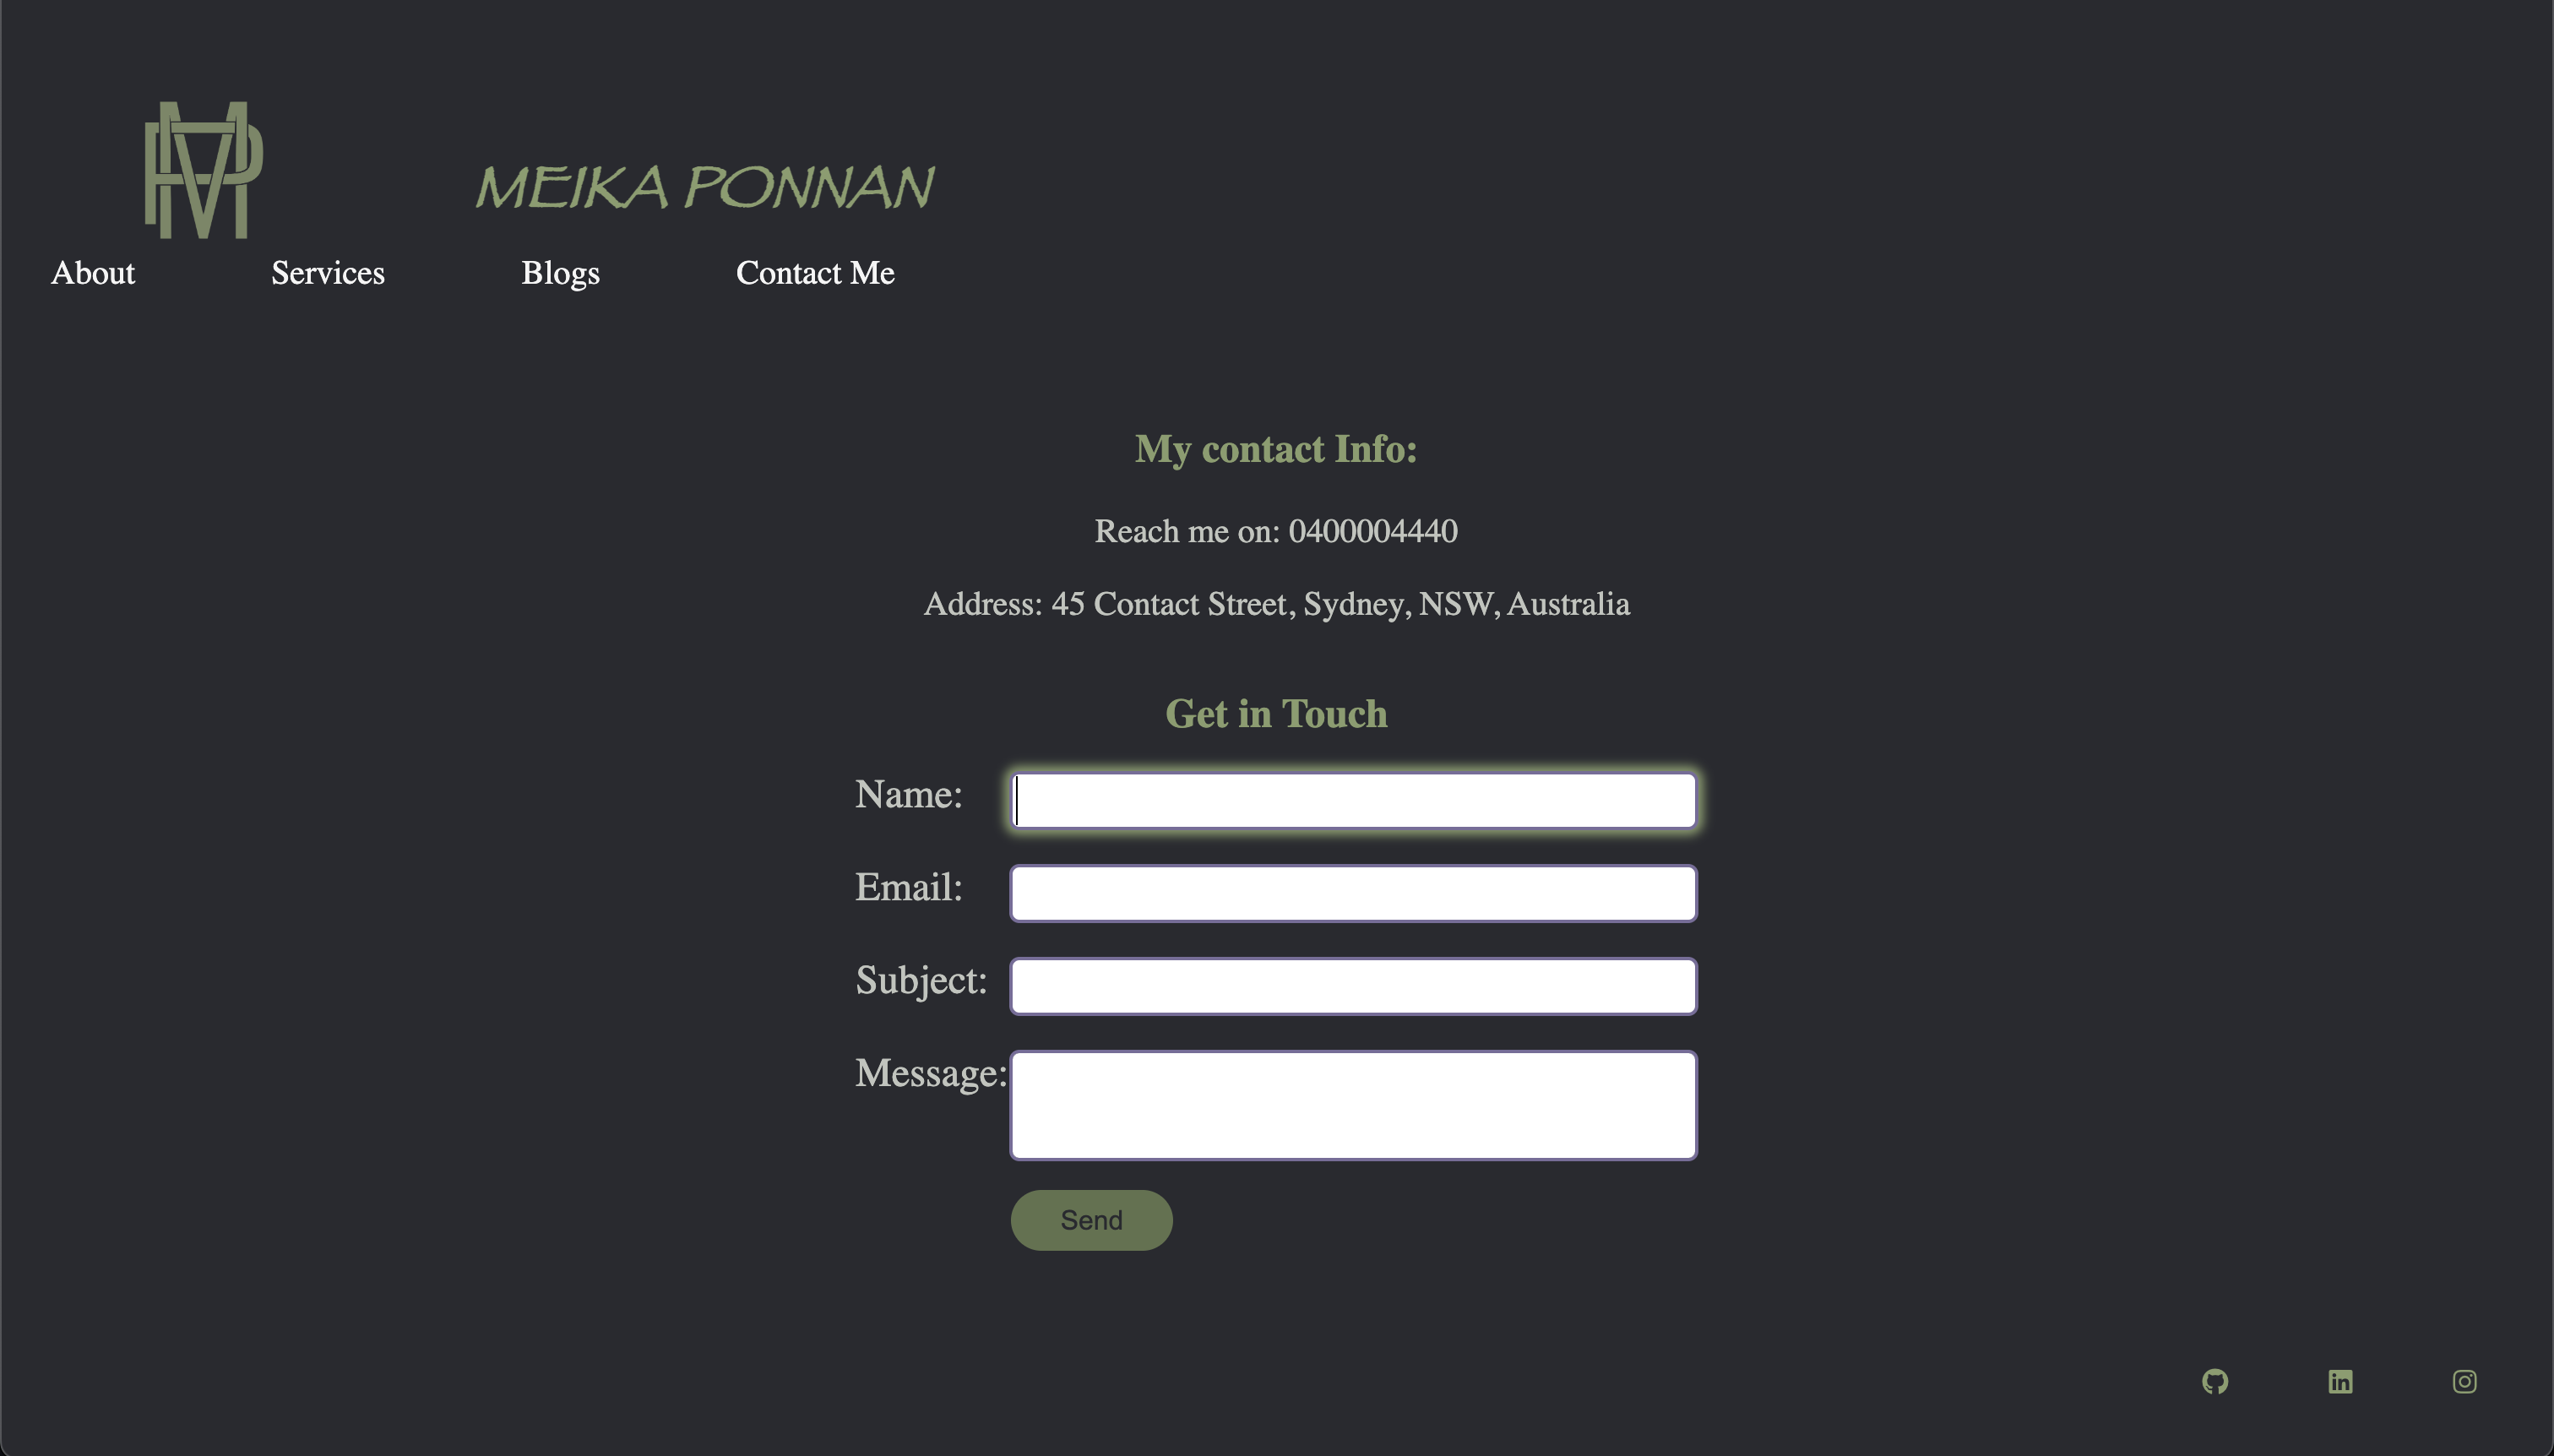 MP
MEIKA PONNAN
About Services Blogs Contact Me
My contact Info:
Reach me on: 0400004440
Address: 45 Contact Street, Sydney, NSW, Australia
Get in Touch
Name:
Email:
Subject:
Message:
Send
in